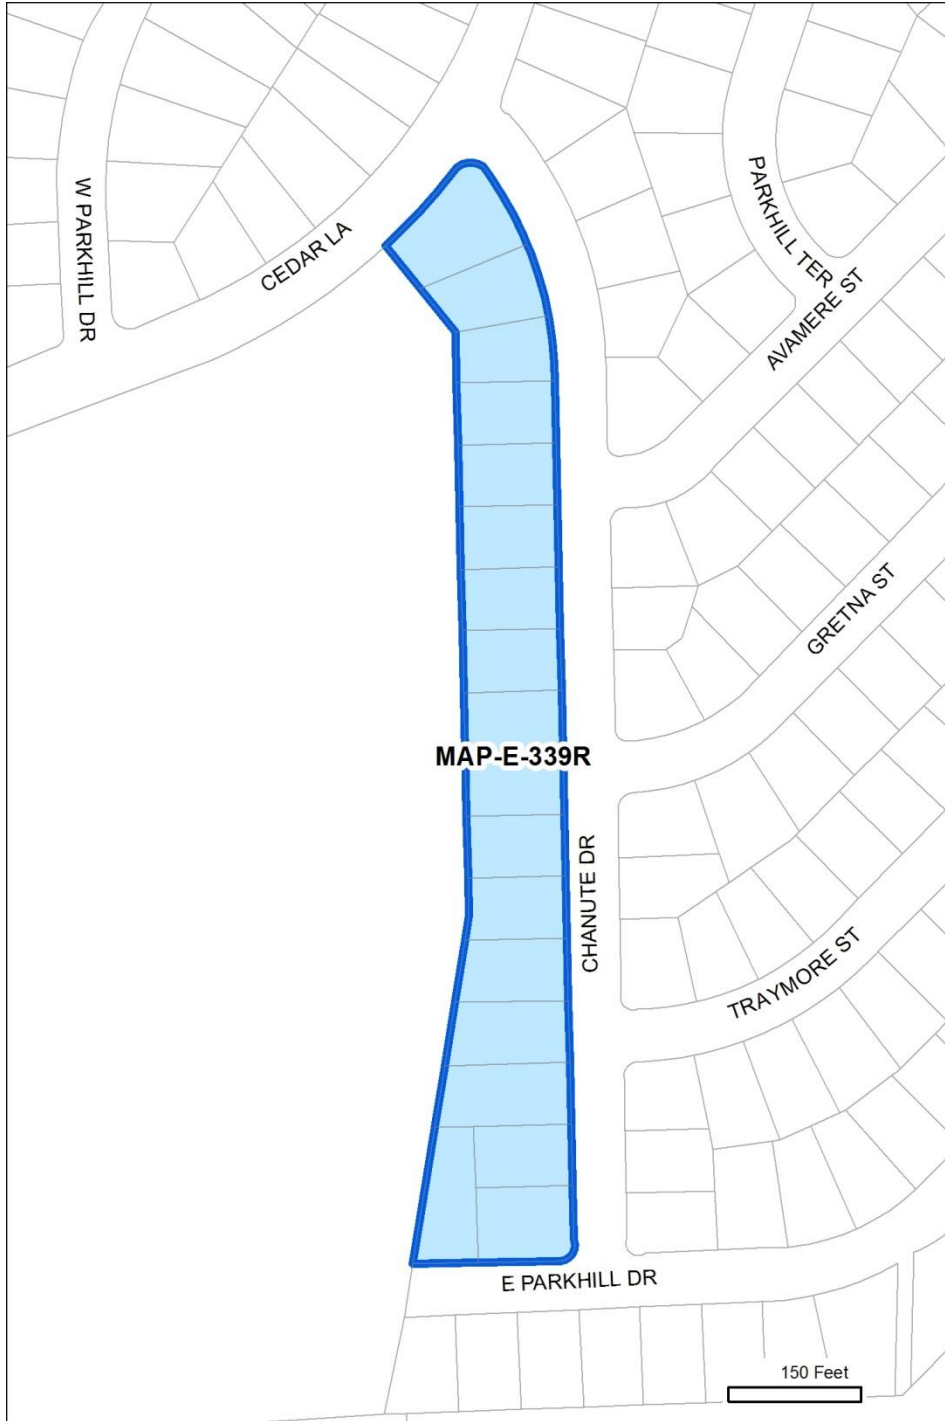 W PARKHILL DR
CEDAR LA
PARKHILL TER
AVAMERE ST
GRETNA ST
MAP-E-339R
CHANUTE DR
TRAYMORE ST
E PARKHILL DR
150 Feet